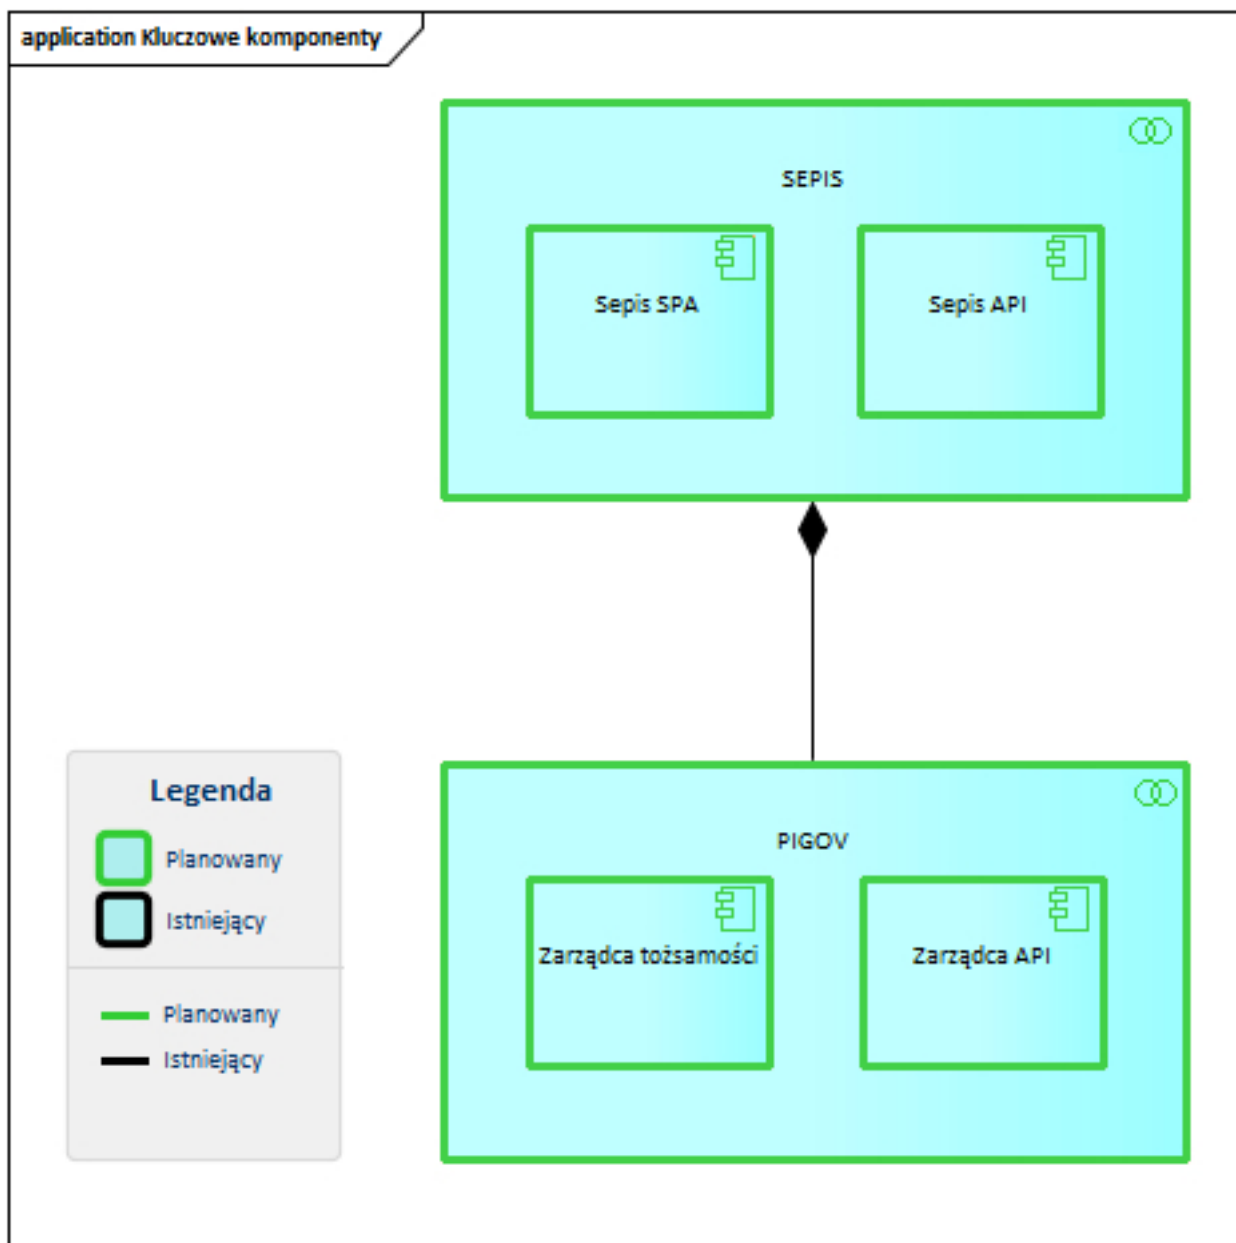 application Kluczowe komponenty
SEPIS
Sepis SPA
Sepis API
Legenda
Planowany
Istniejący
Planowany
Istniejący
PIGOV
Zarządca tożsamości
Zarządca API